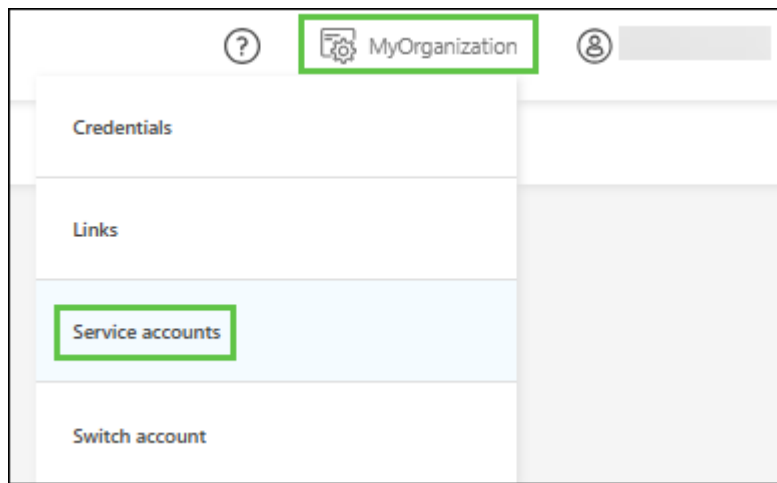 MyOrganization
Credentials
Links
Service accounts
Switch account